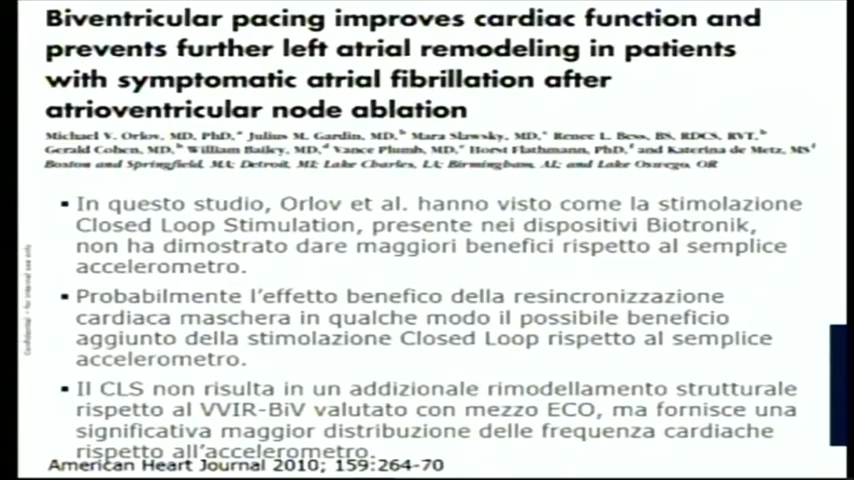 Biventricular pacing improves cardiac function and
prevents further left atrial remodeling in patients
with symptomatic atrial fibrillation after
atrioventricular node ablation
Michael V. Orlov, MD, PhD, Julius M. Gardin, MD, Mara Slawsky, MD, Renee L. Bess, BS, RDCS, RVT,
Gerald Cohen, MD, William Bailey, MD, Vance Plumb, MD, Horst Flathmann, PhD, and Katerina de Metz, MS
Boston and Springfield, MA; Detroit, MI; Lake Charles, LA; Birmingham, AL; and Lake Oswego, OR
▪ In questo studio, Orlov et al. hanno visto come la stimolazione
Closed Loop Stimulation, presente nei dispositivi Biotronik,
non ha dimostrato dare maggiori benefici rispetto al semplice
accelerometro.
▪ Probabilmente l'effetto benefico della resincronizzazione
cardiaca maschera in qualche modo il possibile beneficio
aggiunto della stimolazione Closed Loop rispetto al semplice
accelerometro.
▪ Il CLS non risulta in un addizionale rimodellamento strutturale
rispetto al VVIR-BiV valutato con mezzo ECO, ma fornisce una
significativa maggior distribuzione delle frequenza cardiache
rispetto all'accelerometro.
American Heart Journal 2010; 159:264-70
Confidential - for internal use only